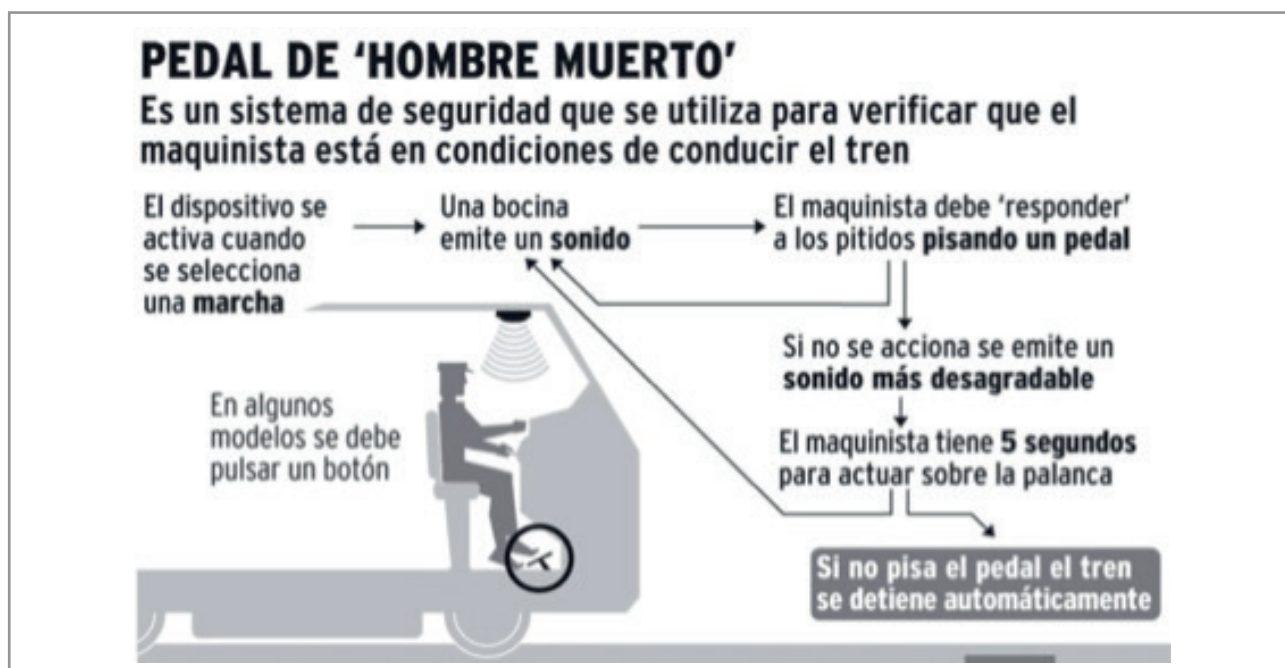 PEDAL DE ‘HOMBRE MUERTO’
Es un sistema de seguridad que se utiliza para verificar que el
maquinista está en condiciones de conducir el tren
El dispositivo se
activa cuando
se selecciona
una marcha
Una bocina
emite un sonido
El maquinista debe ‘responder’
a los pitidos pisando un pedal
Si no se acciona se emite un
sonido más desagradable
El maquinista tiene 5 segundos
para actuar sobre la palanca
Si no pisa el pedal el tren
se detiene automáticamente
En algunos
modelos se debe
pulsar un botón